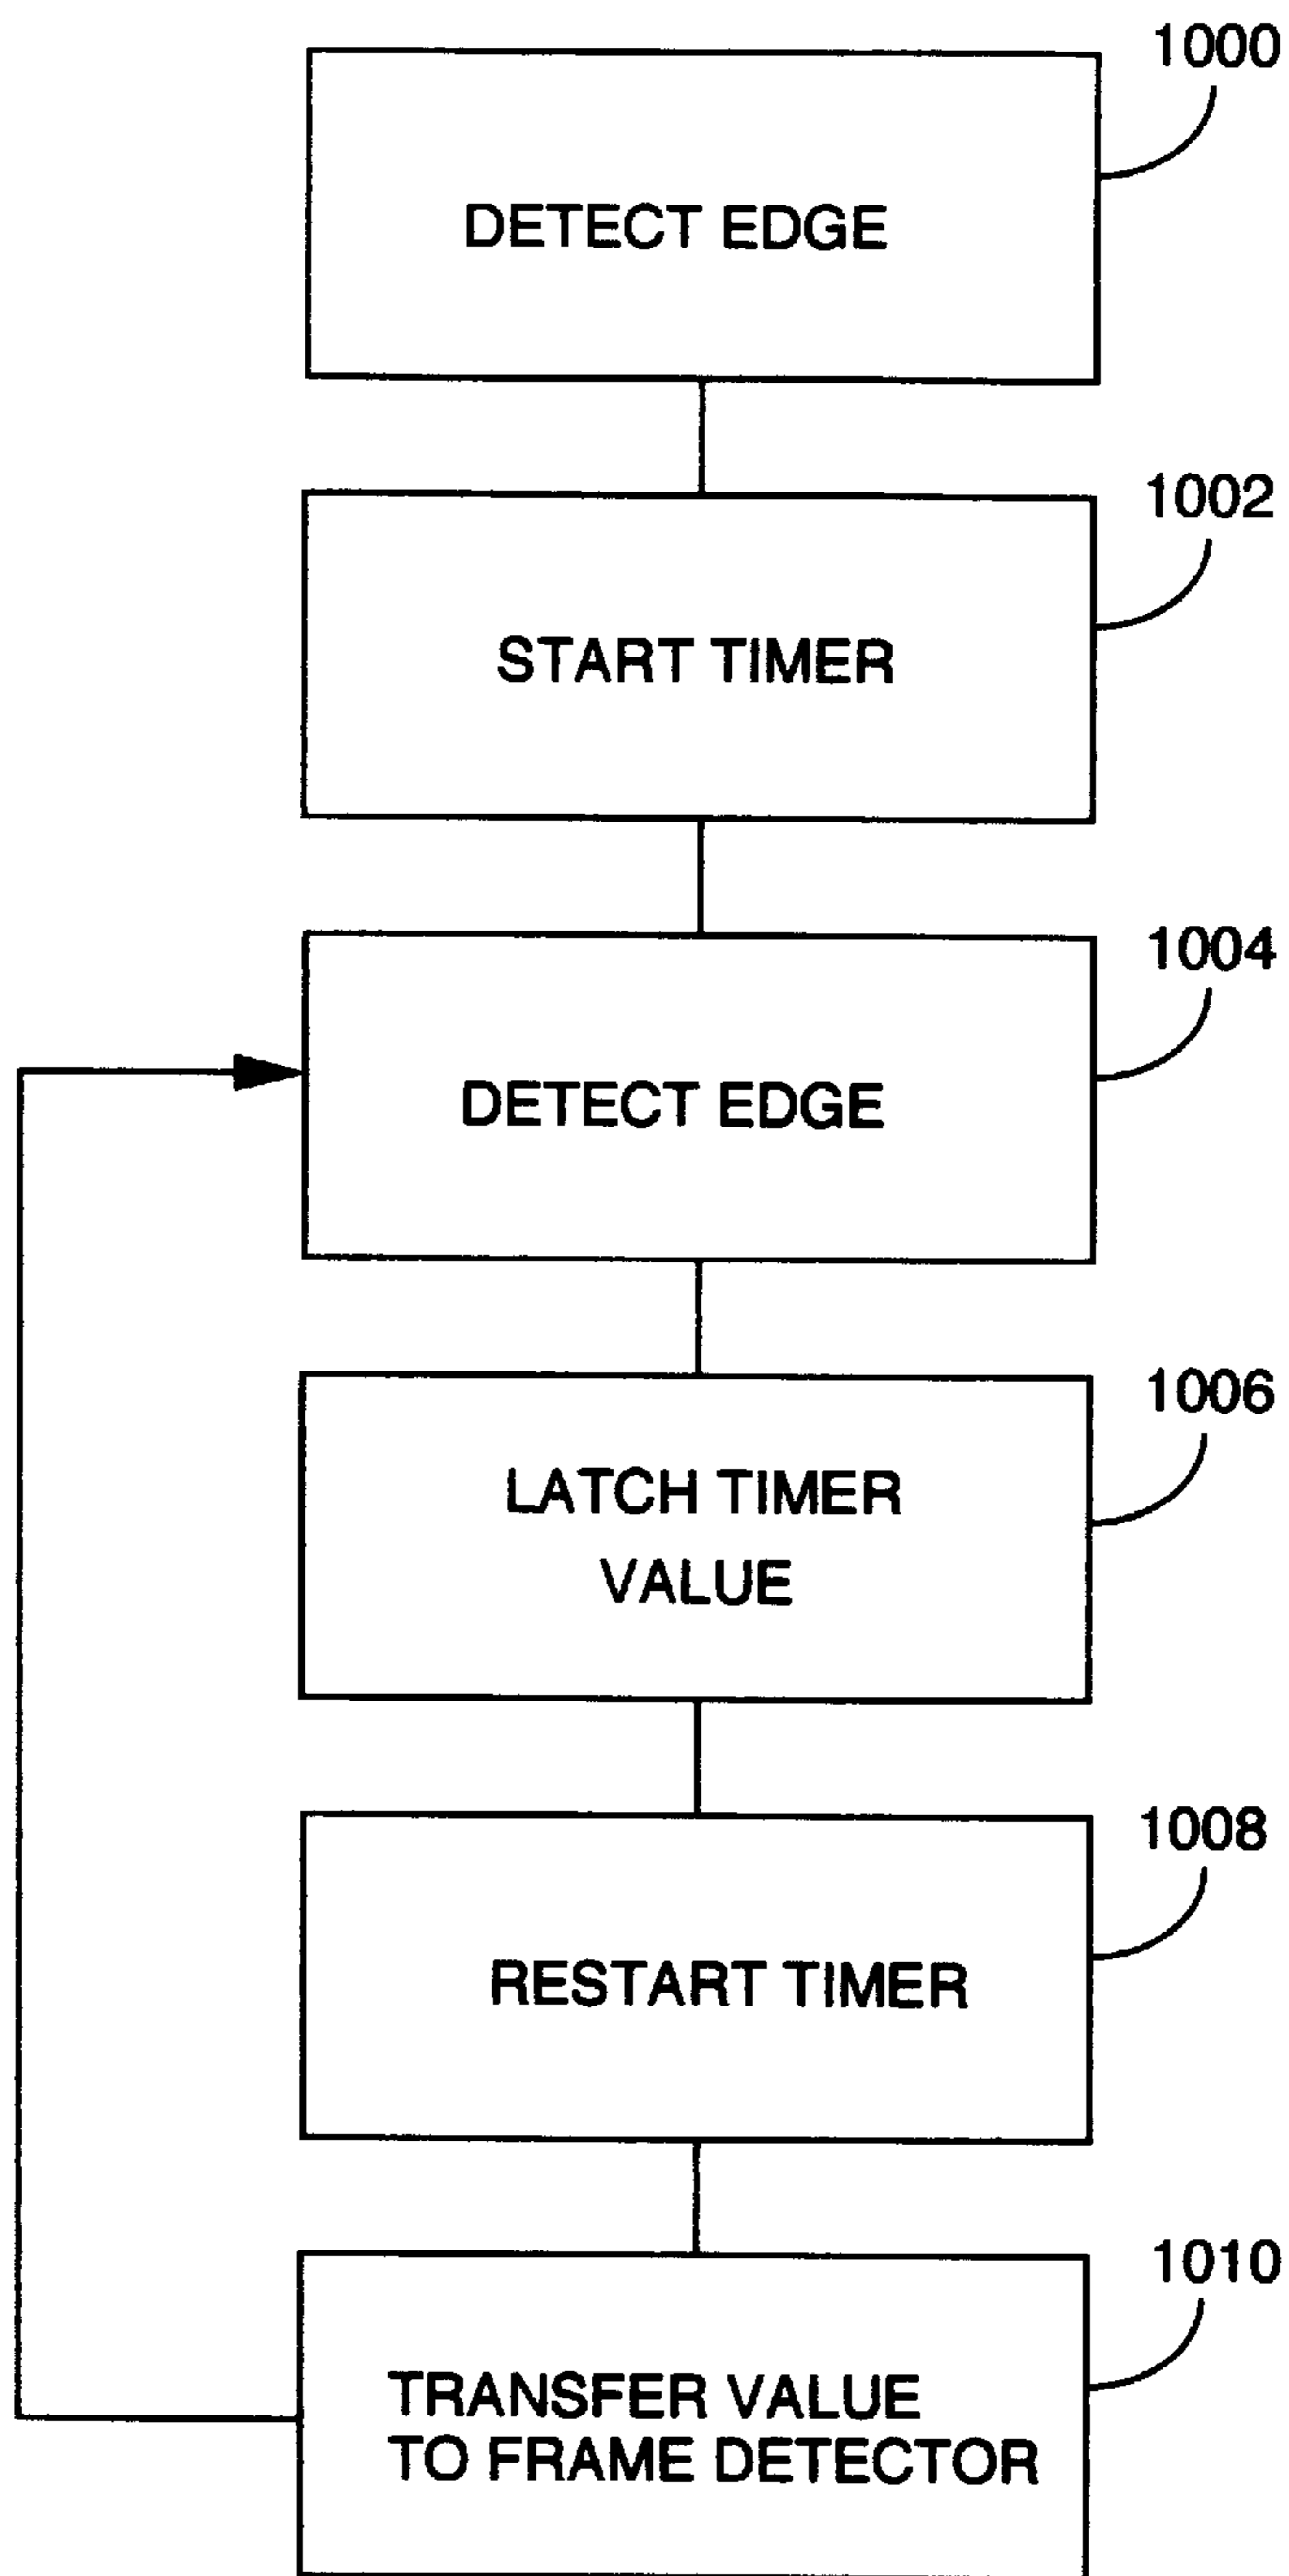 1000
DETECT EDGE
1002
START TIMER
1004
DETECT EDGE
1006
LATCH TIMER
VALUE
1008
RESTART TIMER
1010
TRANSFER VALUE
TO FRAME DETECTOR